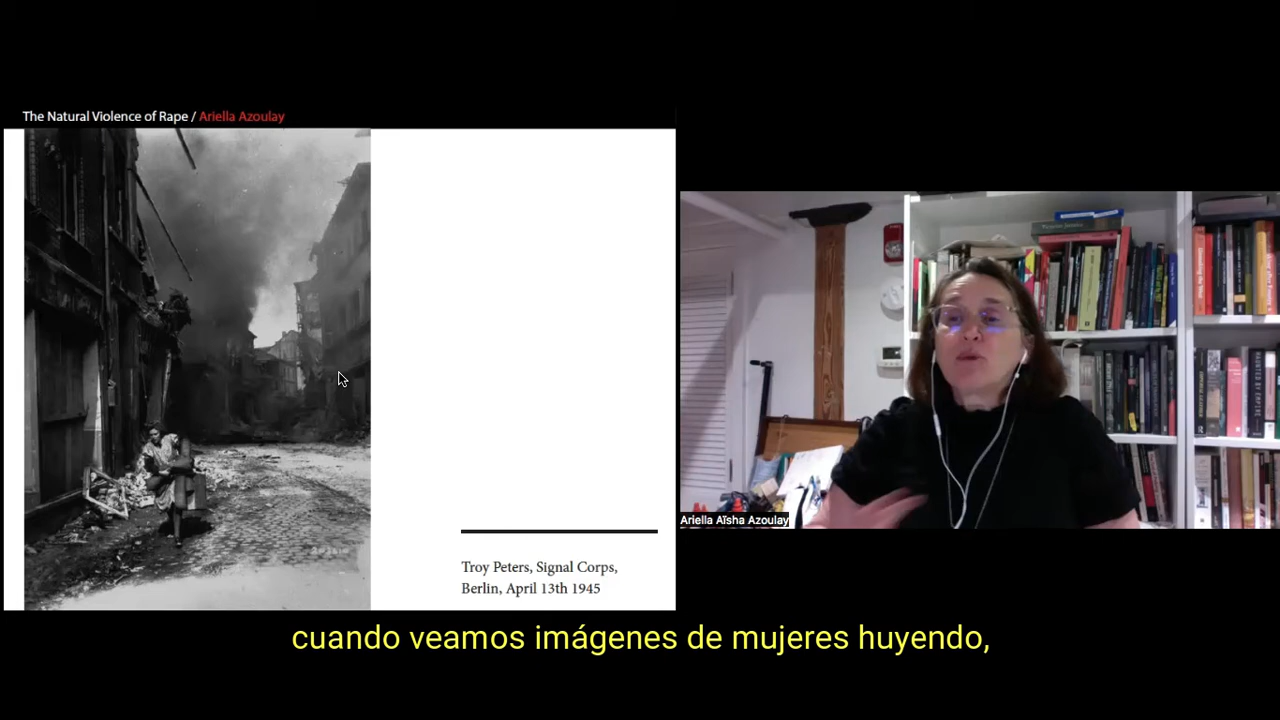 The Natural Violence of Rape / Ariella Azoulay
Troy Peters, Signal Corps,
Berlin, April 13th 1945
Ariella Aïsha Azoulay
cuando veamos imágenes de mujeres huyendo,